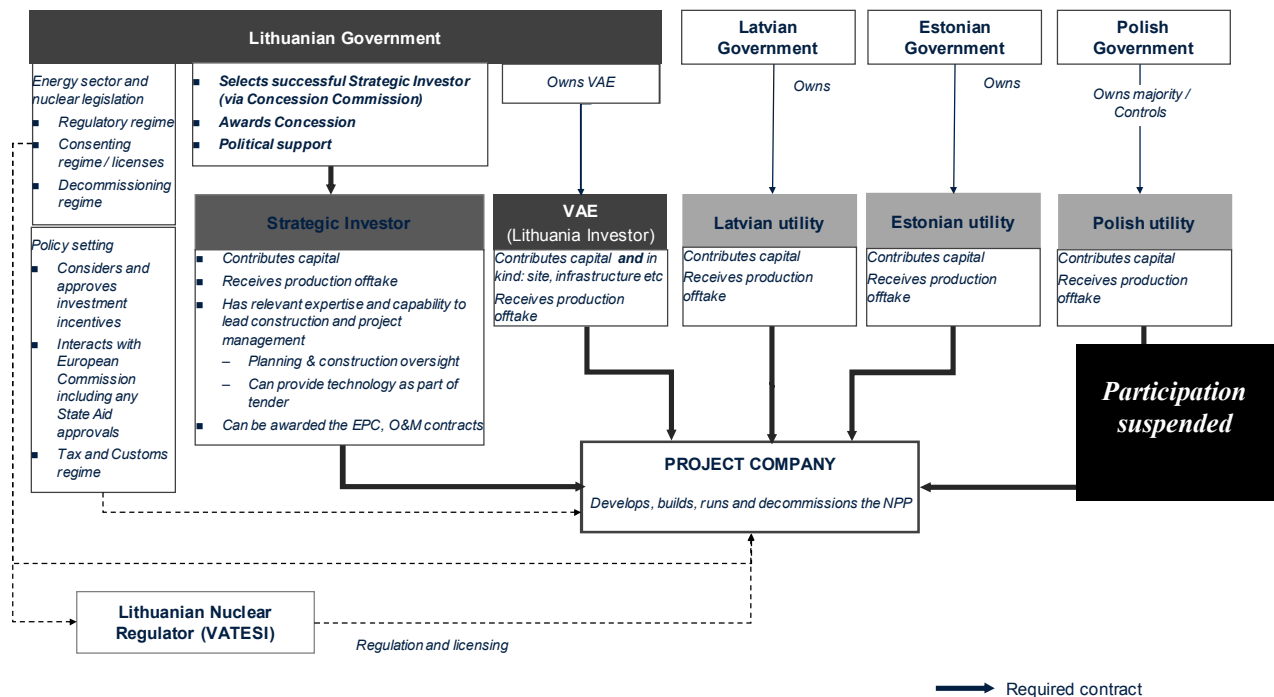 Lithuanian Government
Latvian
Government
Estonian
Government
Polish
Government
Energy sector and
nuclear legislation
■ Regulatory regime
■ Consenting
regime / licenses
■ Decommissioning
regime
■ Selects successful Strategic Investor
(via Concession Commission)
■ Awards Concession
■ Political support
Owns VAE
Owns
Owns
Owns majority /
Controls
Policy setting
■ Considers and
approves
investment
incentives
■ Interacts with
European
Commission
including any
State Aid
approvals
■ Tax and Customs
regime
Strategic Investor
■ Contributes capital
■ Receives production offtake
■ Has relevant expertise and capability to
lead construction and project
management
– Planning & construction oversight
– Can provide technology as part of
tender
■ Can be awarded the EPC, O&M contracts
VAE
(Lithuania Investor)
Contributes capital and in
kind: site, infrastructure etc
Receives production
offtake
Latvian utility
Contributes capital
Receives production
offtake
Estonian utility
Contributes capital
Receives production
offtake
Polish utility
Contributes capital
Receives production
offtake
Participation
suspended
PROJECT COMPANY
Develops, builds, runs and decommissions the NPP
Lithuanian Nuclear
Regulator (VATESI)
Regulation and licensing
Required contract